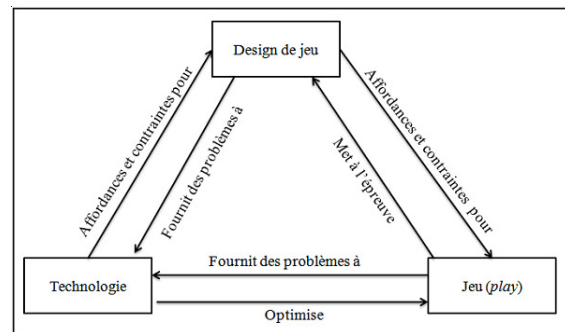 Design de jeu
Affordances et contraintes pour
Fournit des problèmes à
Met à l'épreuve
Affordances et contraintes pour
Technologie
Fournit des problèmes à
Jeu (play)
Optimise